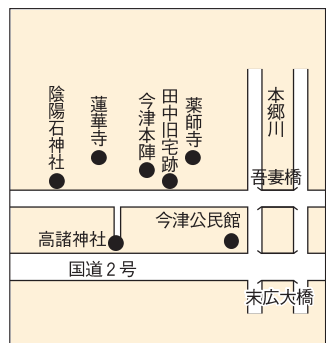 陰陽石神社
蓮華寺
今津本陣
田中旧宅跡
薬師寺
本郷川
吾妻橋
今津公民館
高諸神社
国道2号
末広大橋